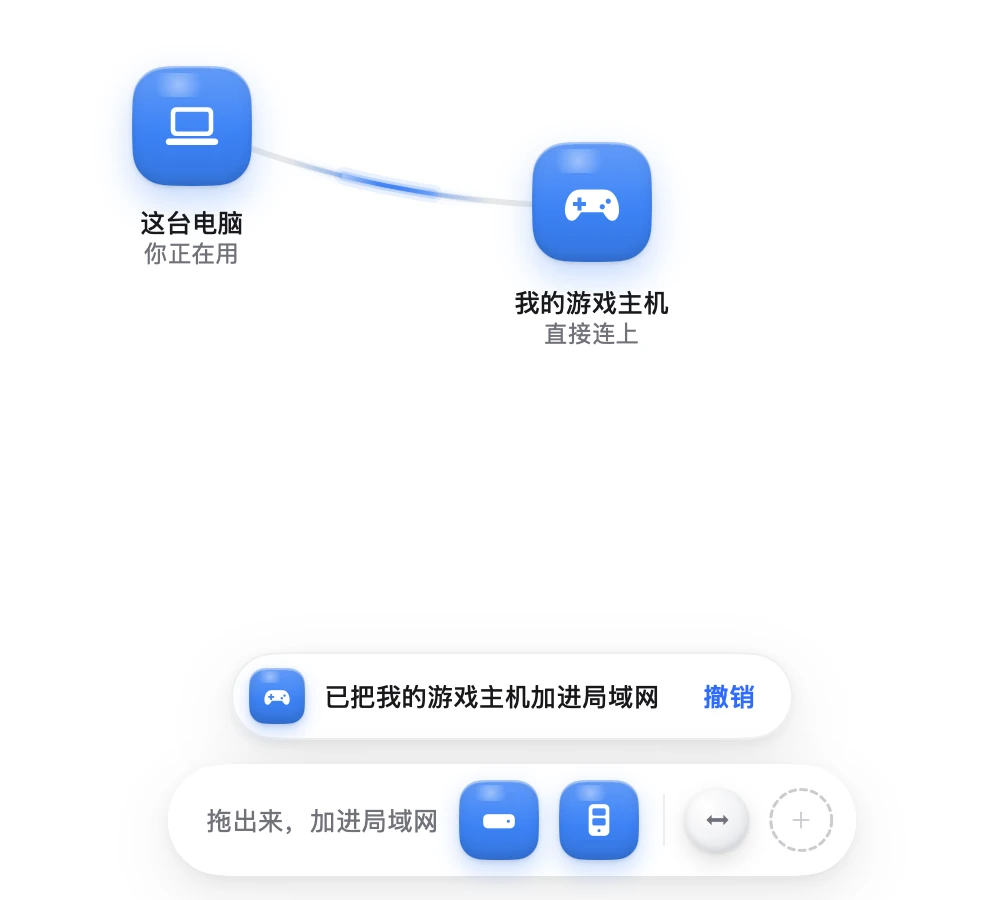 这台电脑
你正在用
我的游戏主机
直接连上
已把我的游戏主机加进局域网
撤销
拖出来，加进局域网